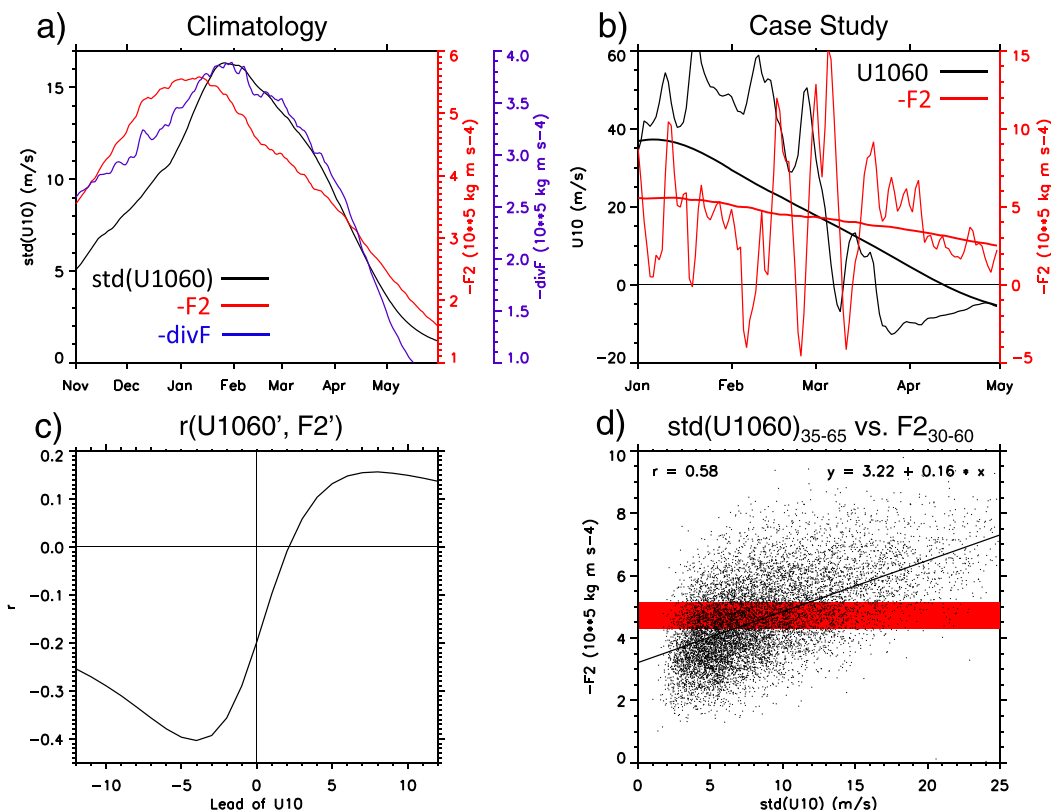 a) Climatology
std(U10) (m/s)
15
10
5
0
Nov Dec Jan Feb Mar Apr May
std(U1060)
-F2
-divF
6
5
4
3
2
1
-F2 (10**5 kg m s-4)
4.0
3.5
3.0
2.5
2.0
1.5
1.0
-divF (10**5 kg m s-4)
b) Case Study
U10 (m/s)
60
40
20
0
-20
Jan Feb Mar Apr May
U1060
-F2
15
10
5
0
-5
-F2 (10**5 kg m s-4)
c) r(U1060', F2')
r
0.2
0.1
0.0
-0.1
-0.2
-0.3
-0.4
-10 -5 0 5 10
Lead of U10
d) std(U1060)35-65 vs. F230-60
r = 0.58 y = 3.22 + 0.16 * x
-F2 (10**5 kg m s-4)
10
8
6
4
2
0
0 5 10 15 20 25
std(U10) (m/s)